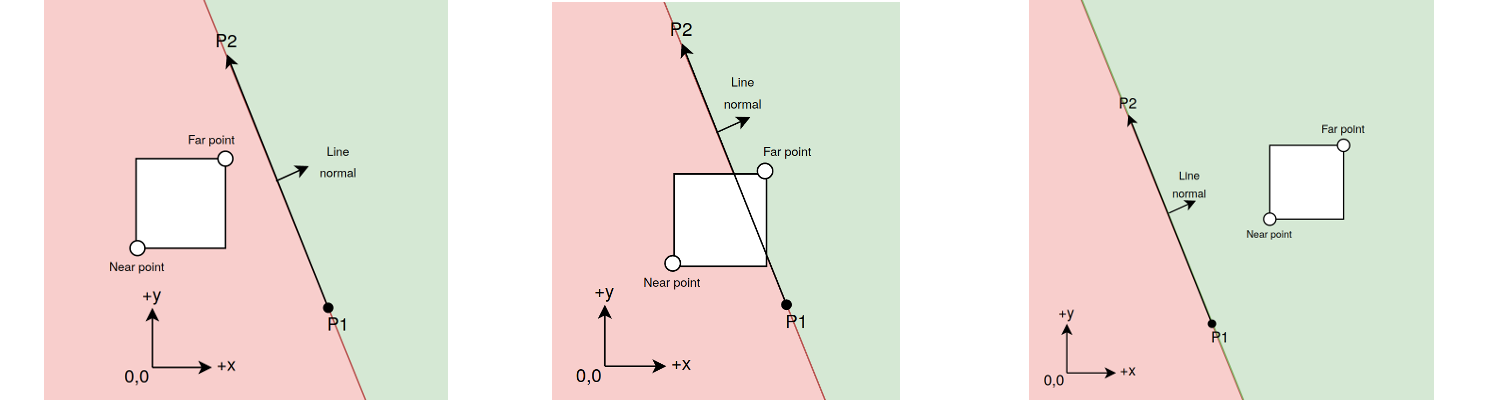 P2
Far point
Line
normal
Near point
+y
P1
+x
0,0
P2
Line
normal
Far point
Near point
+y
P1
+x
0,0
P2
Far point
Line
normal
Near point
+y
P1
+x
0,0